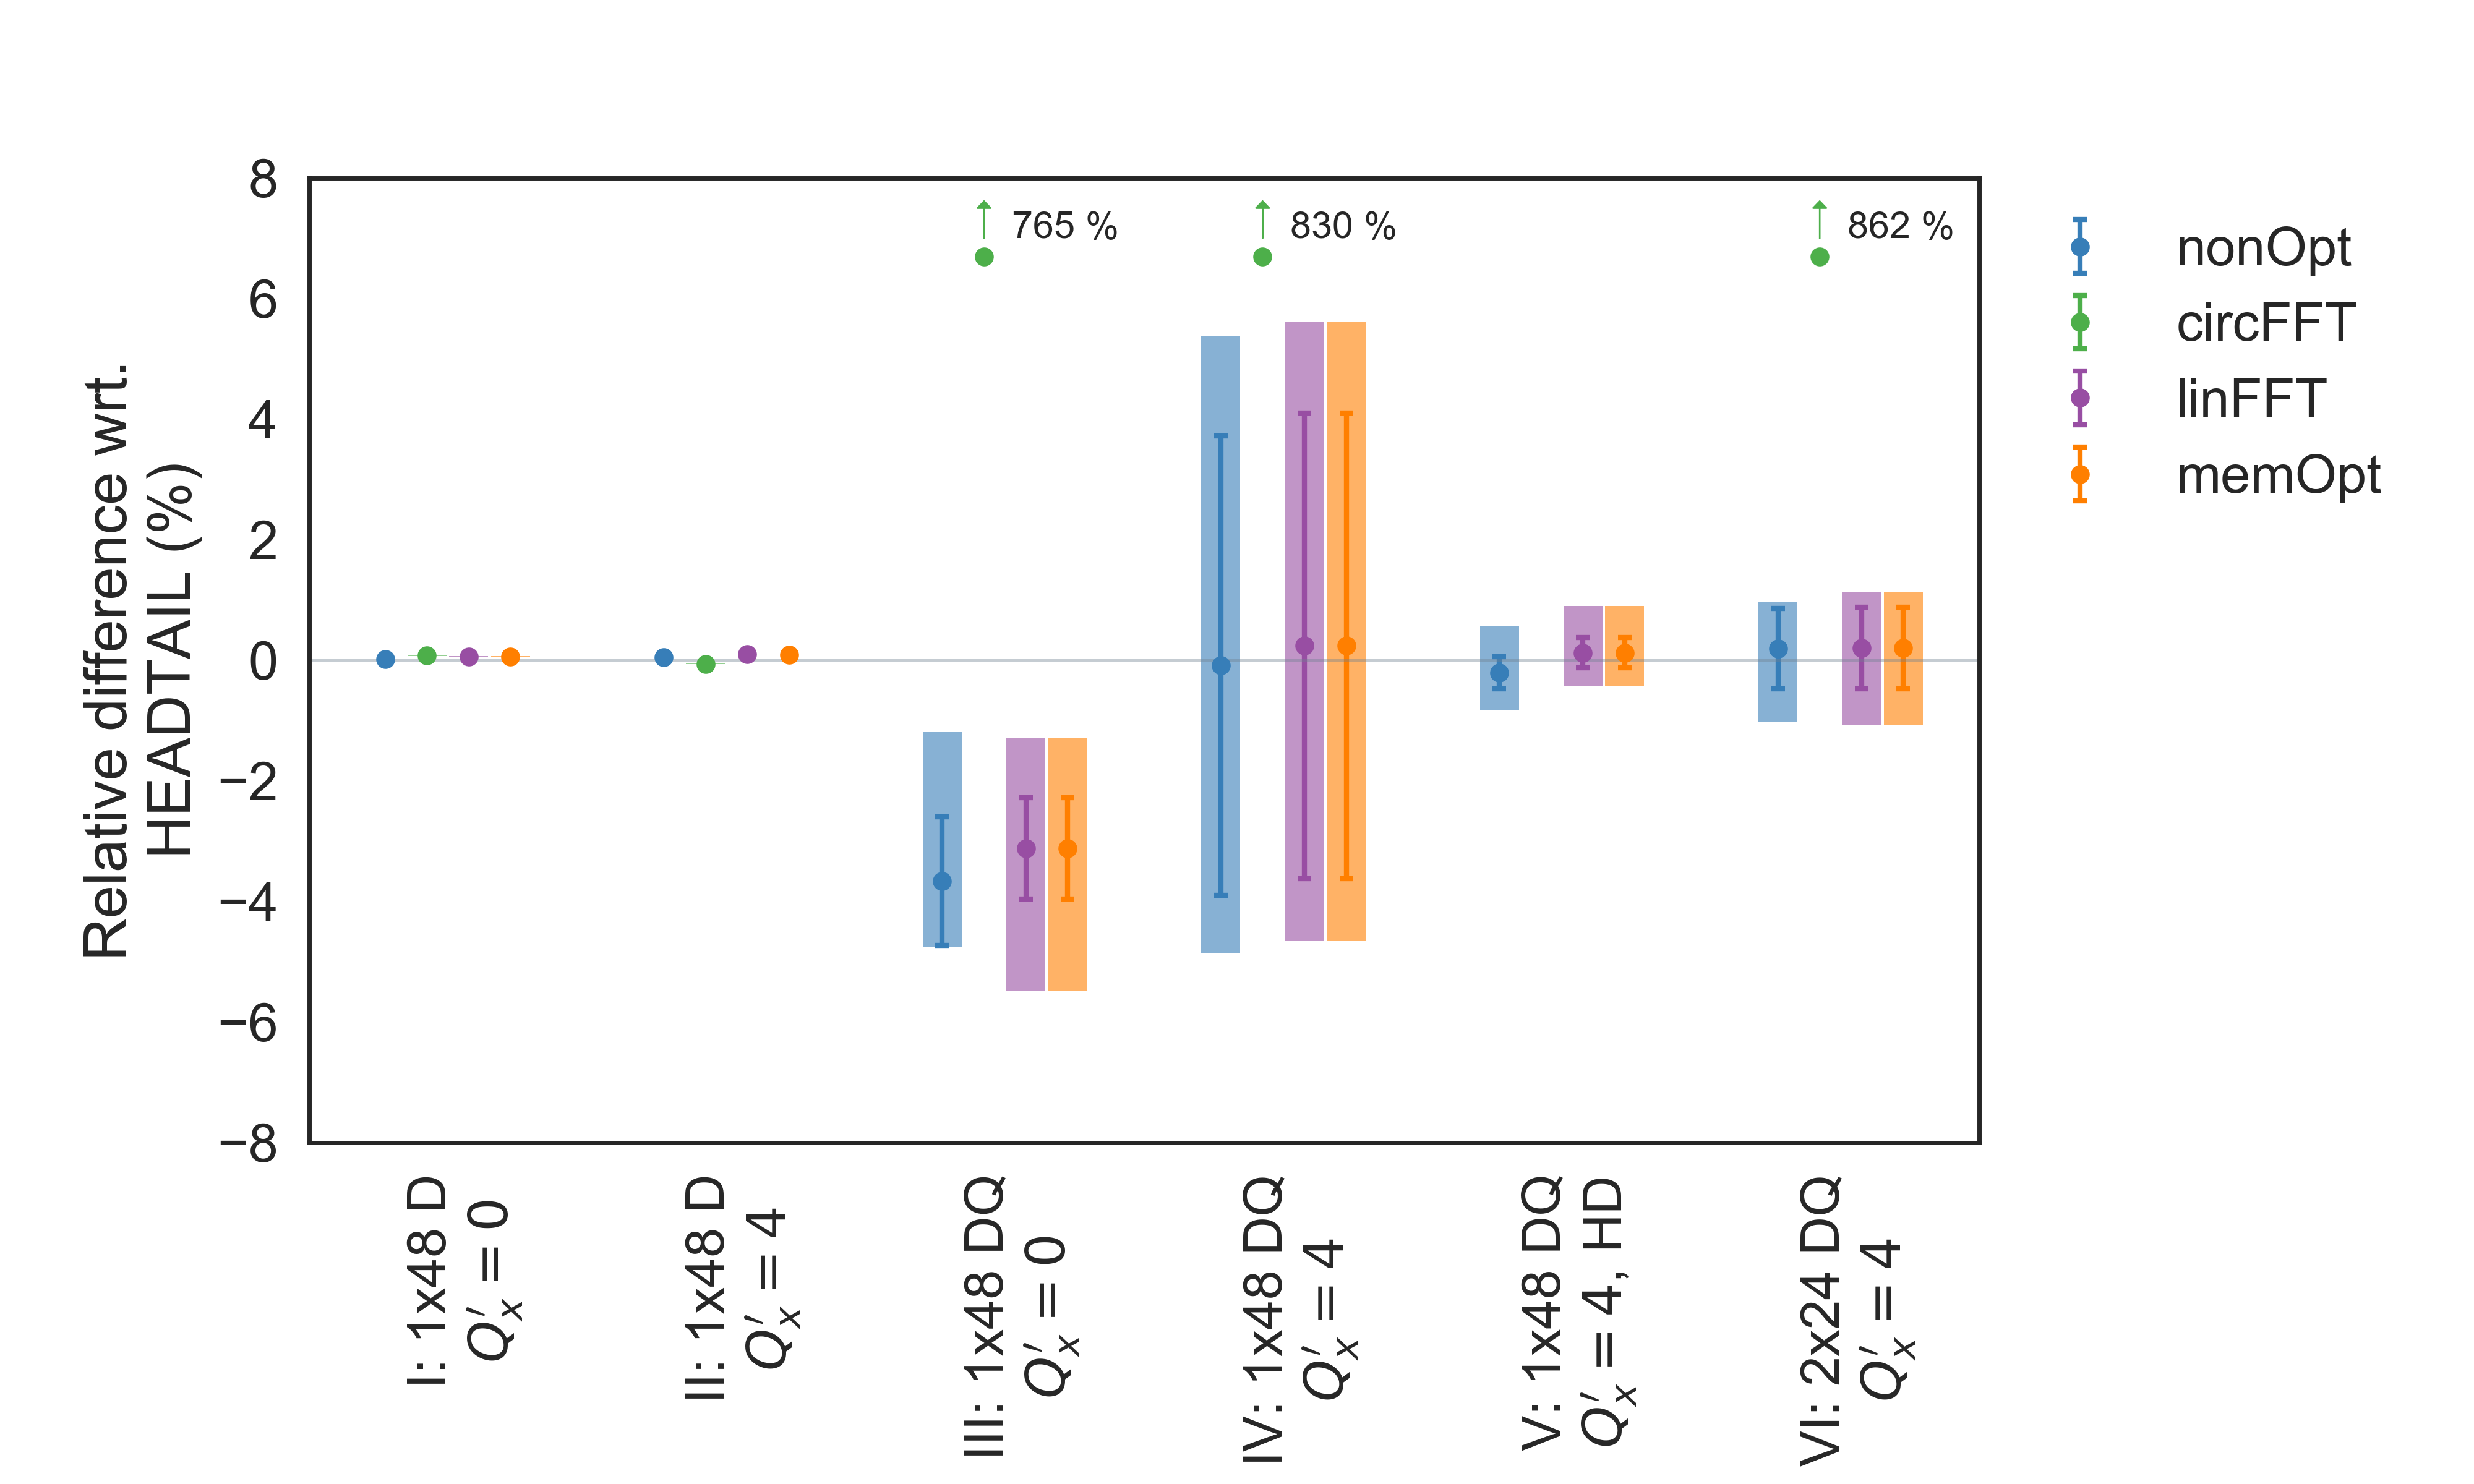 Relative difference wrt.
HEADTAIL (%)
8
6
4
2
0
−2
−4
−6
−8
765 %
830 %
862 %
nonOpt
circFFT
linFFT
memOpt
I: 1x48 D
Q′x = 0
II: 1x48 D
Q′x = 4
III: 1x48 DQ
Q′x = 0
IV: 1x48 DQ
Q′x = 4
V: 1x48 DQ
Q′x = 4, HD
VI: 2x24 DQ
Q′x = 4